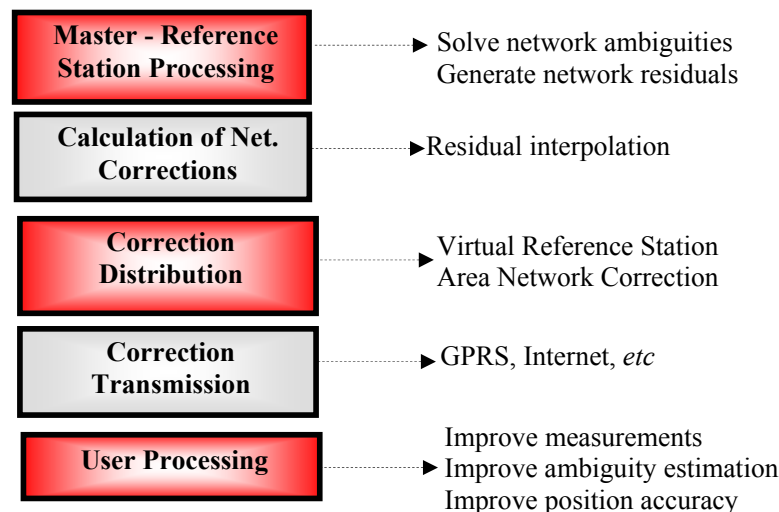 Master - Reference
Station Processing
Solve network ambiguities
Generate network residuals
Calculation of Net.
Corrections
Residual interpolation
Correction
Distribution
Virtual Reference Station
Area Network Correction
Correction
Transmission
GPRS, Internet, etc
User Processing
Improve measurements
Improve ambiguity estimation
Improve position accuracy